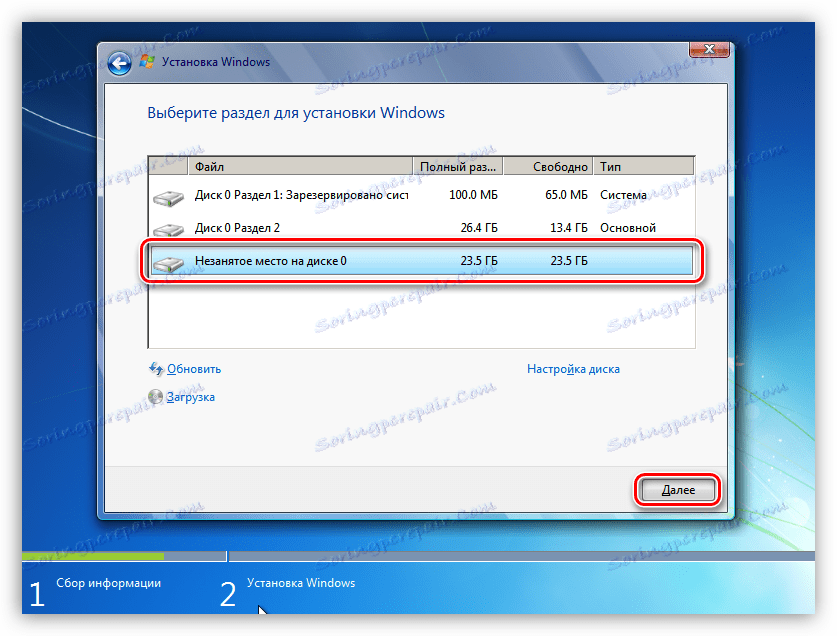 Установка Windows
Выберите раздел для установки Windows
Файл Полный раз... Свободно Тип
Диск 0 Раздел 1: Зарезервировано сист 100.0 МБ 65.0 МБ Система
Диск 0 Раздел 2 26.4 ГБ 13.4 ГБ Основной
Незанятое место на диске 0 23.5 ГБ 23.5 ГБ
Обновить Настройка диска
Загрузка
Далее
1 Сбор информации 2 Установка Windows